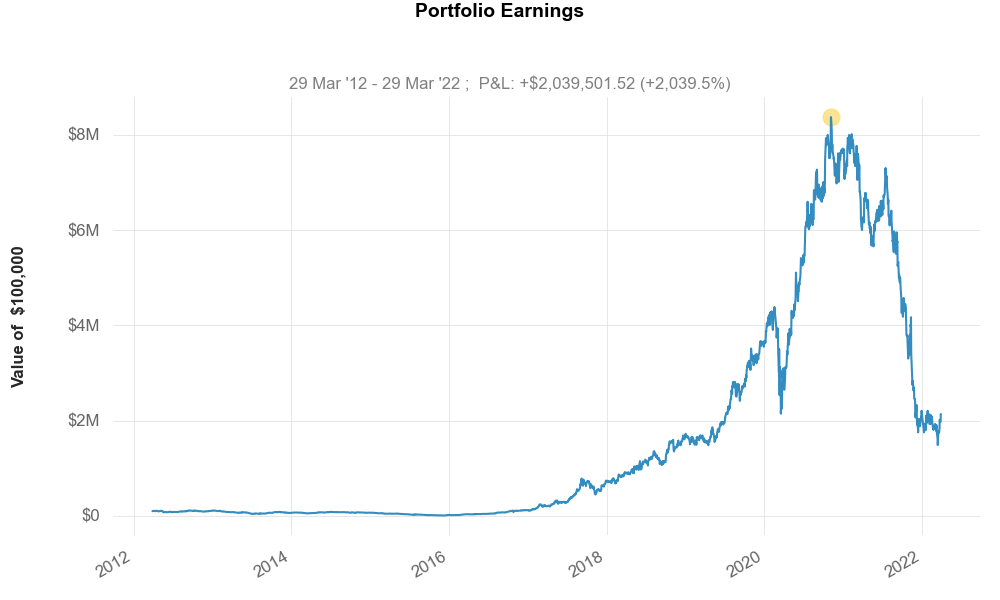 Portfolio Earnings
29 Mar '12 - 29 Mar '22 ;  P&L: +$2,039,501.52 (+2,039.5%)
Value of  $100,000
$8M
$6M
$4M
$2M
$0
2012
2014
2016
2018
2020
2022